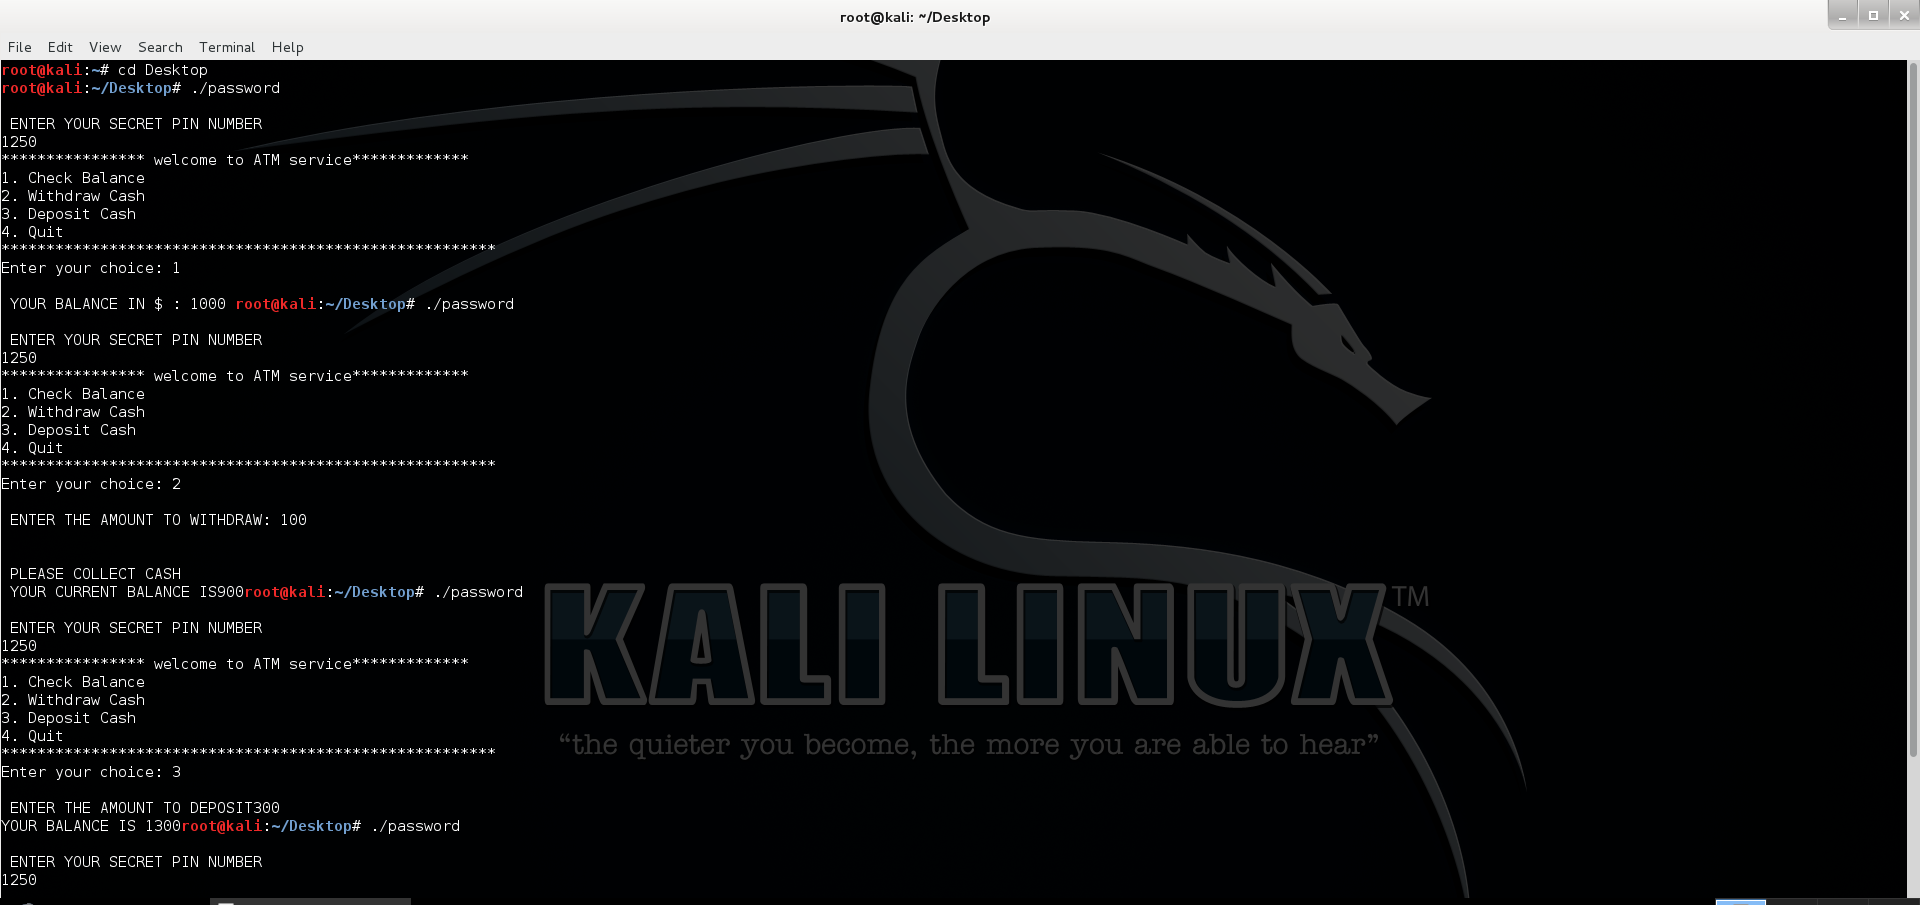 root@kali: ~/Desktop
File Edit View Search Terminal Help
root@kali:~# cd Desktop
root@kali:~/Desktop# ./password
ENTER YOUR SECRET PIN NUMBER
1250
**************** welcome to ATM service*************
1. Check Balance
2. Withdraw Cash
3. Deposit Cash
4. Quit
*******************************************************
Enter your choice: 1
YOUR BALANCE IN $ : 1000 root@kali:~/Desktop# ./password
ENTER YOUR SECRET PIN NUMBER
1250
**************** welcome to ATM service*************
1. Check Balance
2. Withdraw Cash
3. Deposit Cash
4. Quit
*******************************************************
Enter your choice: 2
ENTER THE AMOUNT TO WITHDRAW: 100
PLEASE COLLECT CASH
YOUR CURRENT BALANCE IS900root@kali:~/Desktop# ./password
ENTER YOUR SECRET PIN NUMBER
1250
**************** welcome to ATM service*************
1. Check Balance
2. Withdraw Cash
3. Deposit Cash
4. Quit
*******************************************************
Enter your choice: 3
ENTER THE AMOUNT TO DEPOSIT300
YOUR BALANCE IS 1300root@kali:~/Desktop# ./password
ENTER YOUR SECRET PIN NUMBER
1250
KALI LINUX™
“the quieter you become, the more you are able to hear”